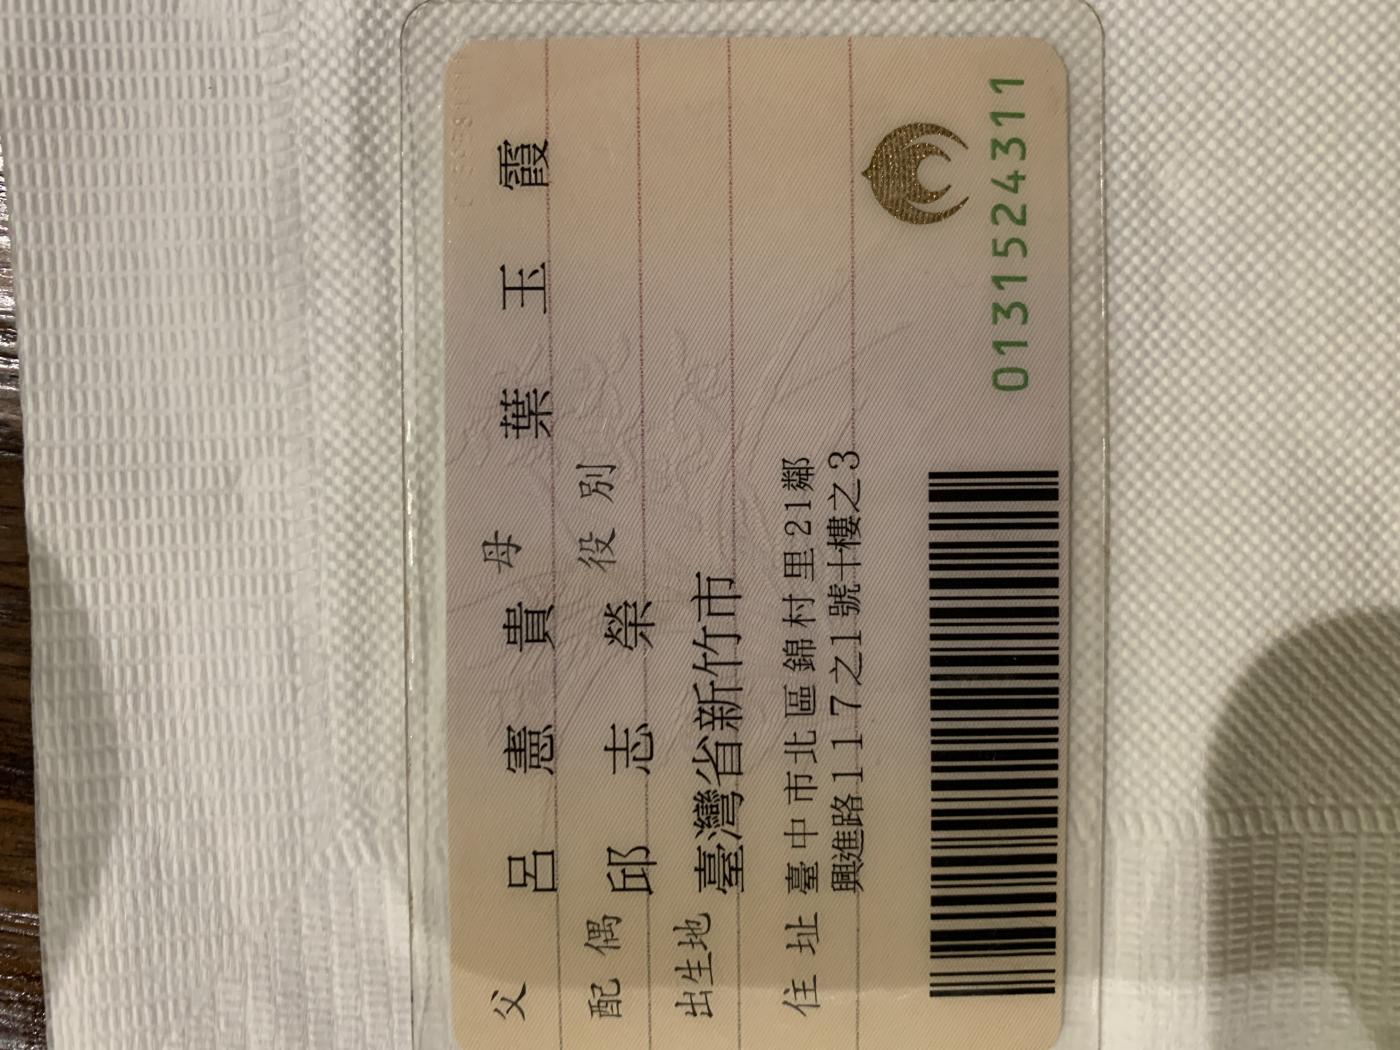 父 呂憲貴 母 葉玉霞
配偶 邱志榮 役別
出生地 臺灣省新竹市
住址 臺中市北區錦村里21鄰
興進路117之1號十樓之3
0131524311